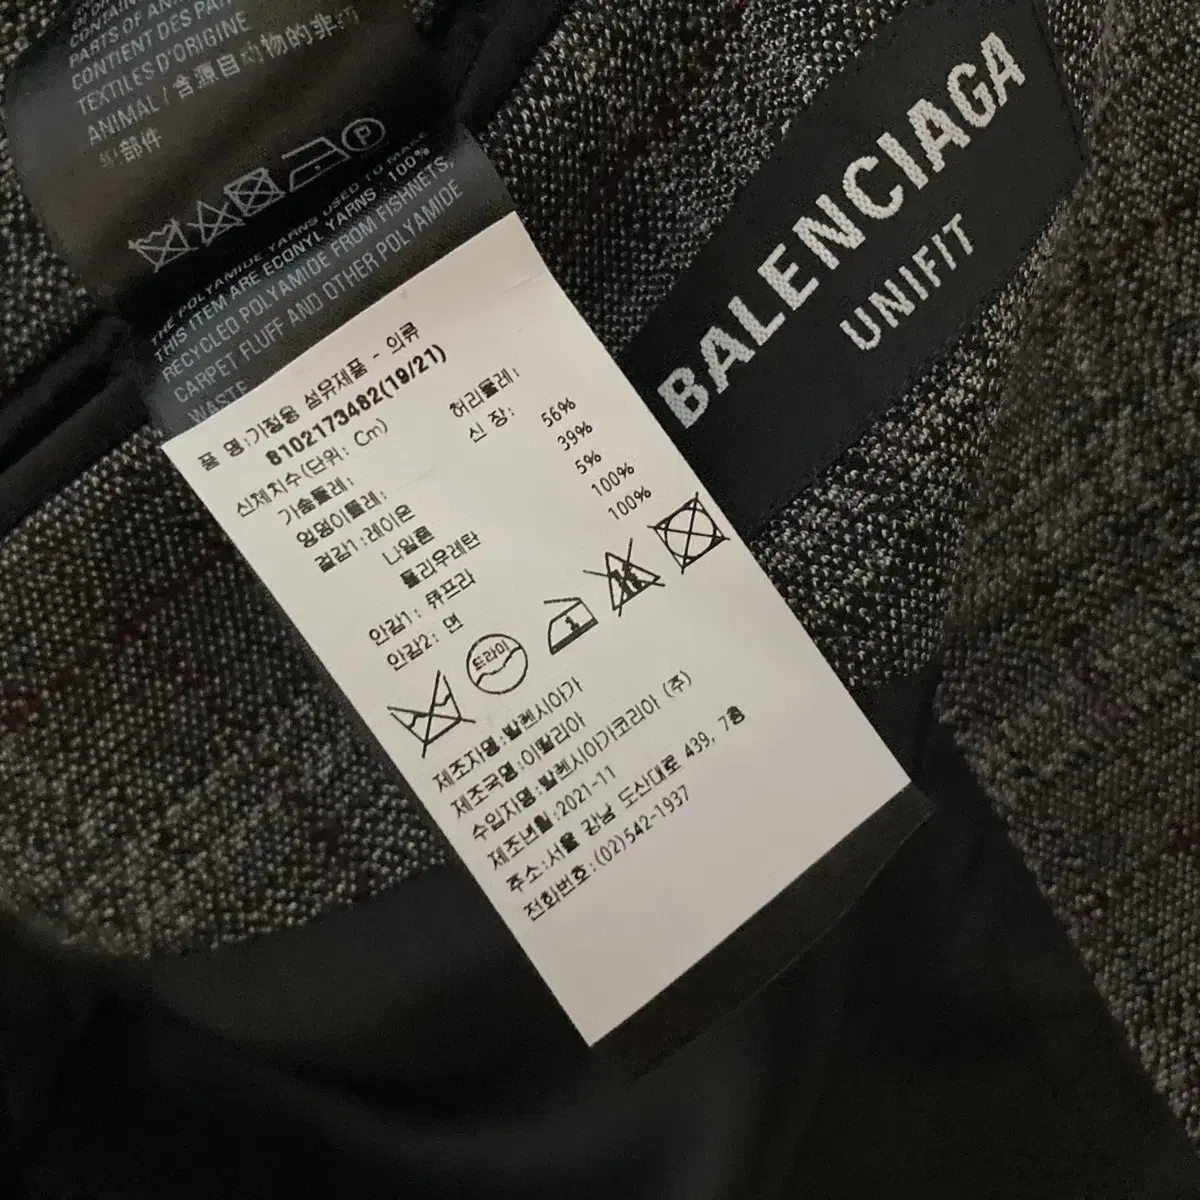 PARTS OF
CONTIENT DES PAR
TEXTILES D'ORIGINE
ANIMAL / 含源自动物的非
部件
P
THE POLYAMIDE YARNS USED TO MAKE
THIS ITEM ARE ECONYL YARNS: 100%
RECYCLED POLYAMIDE FROM FISHNETS,
CARPET FLUFF AND OTHER POLYAMIDE
WASTE
BALENCIAGA
UNIFIT
품 명:가정용 섬유제품 - 의류
8102173482(19/21)
신체치수(단위: Cm)
가슴둘레: 허리둘레:
엉덩이둘레: 신 장:
겉감1:레이온 56%
나일론 39%
폴리우레탄 5%
안감1: 큐프라 100%
안감2: 면 100%
드라이
1
제조자명:발렌시아가
제조국명:이딸리아
수입자명:발렌시아가코리아 (주)
제조년월:2021-11
주소:서울 강남 도산대로 439, 7층
전화번호:(02)542-1937